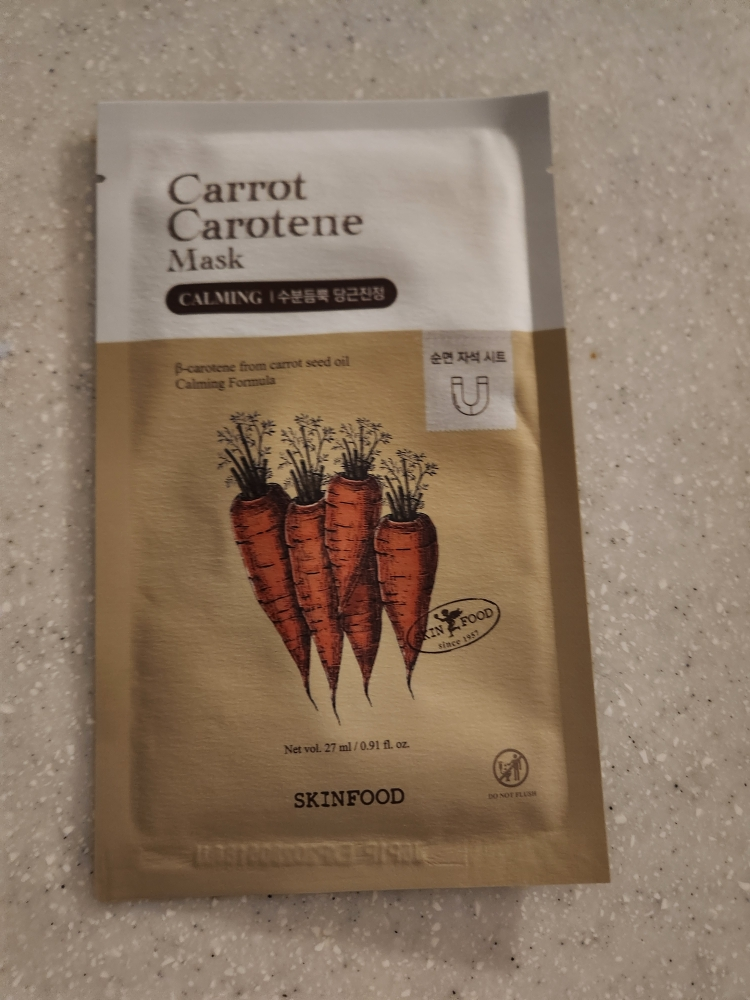 Carrot
Carotene
Mask
CALMING | 수분듬뿍 당근진정
β-carotene from carrot seed oil
Calming Formula
순면 자석 시트
SKIN FOOD
since 1957
Net vol. 27 ml / 0.91 fl. oz.
SKINFOOD
DO NOT FLUSH